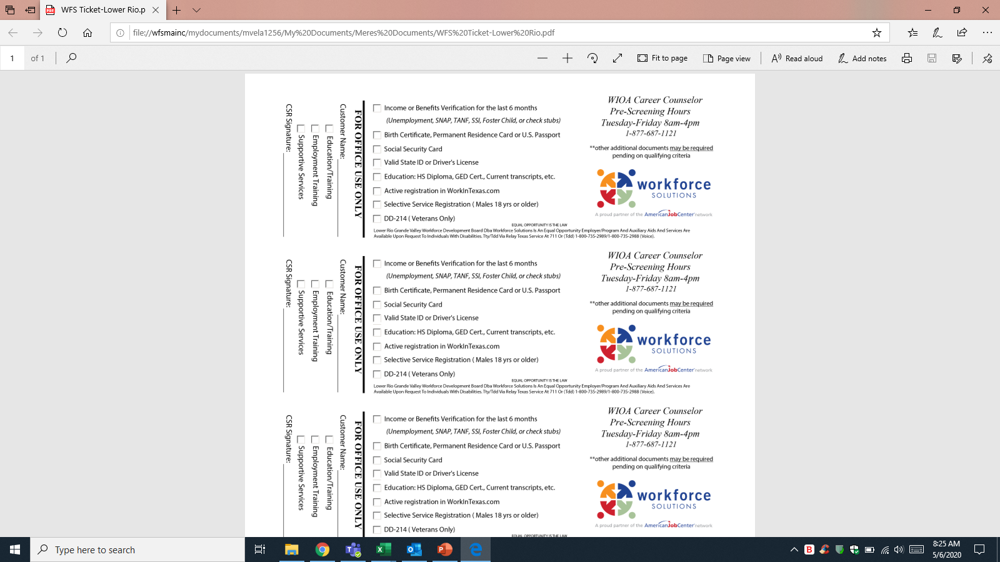 WFS Ticket-Lower Rio.p
file://wfsmainc/mydocuments/mvela1256/My%20Documents/Meres%20Documents/WFS%20Ticket-Lower%20Rio.pdf
1 of 1
Fit to page
Page view
Read aloud
Add notes
CSR Signature:
Supportive Services
Employment Training
Education/Training
Customer Name:
FOR OFFICE USE ONLY
Income or Benefits Verification for the last 6 months
(Unemployment, SNAP, TANF, SSI, Foster Child, or check stubs)
Birth Certificate, Permanent Residence Card or U.S. Passport
Social Security Card
Valid State ID or Driver's License
Education: HS Diploma, GED Cert., Current transcripts, etc.
Active registration in WorkInTexas.com
Selective Service Registration ( Males 18 yrs or older)
DD-214 ( Veterans Only)
WIOA Career Counselor
Pre-Screening Hours
Tuesday-Friday 8am-4pm
1-877-687-1121
**other additional documents may be required
pending on qualifying criteria
workforce
SOLUTIONS
A proud partner of the AmericanJobCenter network
EQUAL OPPORTUNITY IS THE LAW
Lower Rio Grande Valley Workforce Development Board Dba Workforce Solutions Is An Equal Opportunity Employer/Program And Auxiliary Aids And Services Are
Available Upon Request To Individuals With Disabilities. Tty/Tdd Via Relay Texas Service At 711 Or (Tdd) 1-800-735-2989/1-800-735-2988 (Voice).
CSR Signature:
Supportive Services
Employment Training
Education/Training
Customer Name:
FOR OFFICE USE ONLY
Income or Benefits Verification for the last 6 months
(Unemployment, SNAP, TANF, SSI, Foster Child, or check stubs)
Birth Certificate, Permanent Residence Card or U.S. Passport
Social Security Card
Valid State ID or Driver's License
Education: HS Diploma, GED Cert., Current transcripts, etc.
Active registration in WorkInTexas.com
Selective Service Registration ( Males 18 yrs or older)
DD-214 ( Veterans Only)
WIOA Career Counselor
Pre-Screening Hours
Tuesday-Friday 8am-4pm
1-877-687-1121
**other additional documents may be required
pending on qualifying criteria
workforce
SOLUTIONS
A proud partner of the AmericanJobCenter network
EQUAL OPPORTUNITY IS THE LAW
Lower Rio Grande Valley Workforce Development Board Dba Workforce Solutions Is An Equal Opportunity Employer/Program And Auxiliary Aids And Services Are
Available Upon Request To Individuals With Disabilities. Tty/Tdd Via Relay Texas Service At 711 Or (Tdd) 1-800-735-2989/1-800-735-2988 (Voice).
CSR Signature:
Supportive Services
Employment Training
Education/Training
Customer Name:
FOR OFFICE USE ONLY
Income or Benefits Verification for the last 6 months
(Unemployment, SNAP, TANF, SSI, Foster Child, or check stubs)
Birth Certificate, Permanent Residence Card or U.S. Passport
Social Security Card
Valid State ID or Driver's License
Education: HS Diploma, GED Cert., Current transcripts, etc.
Active registration in WorkInTexas.com
Selective Service Registration ( Males 18 yrs or older)
DD-214 ( Veterans Only)
WIOA Career Counselor
Pre-Screening Hours
Tuesday-Friday 8am-4pm
1-877-687-1121
**other additional documents may be required
pending on qualifying criteria
workforce
SOLUTIONS
A proud partner of the AmericanJobCenter network
EQUAL OPPORTUNITY IS THE LAW
Type here to search
8:25 AM
5/6/2020